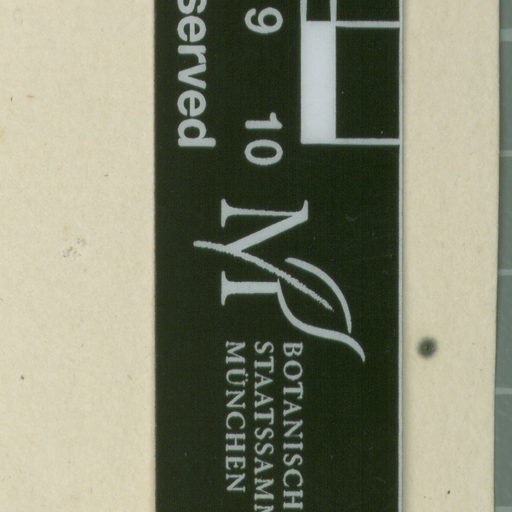 served
9 10
M
BOTANISCH
STAATSSAMM
MÜNCHEN